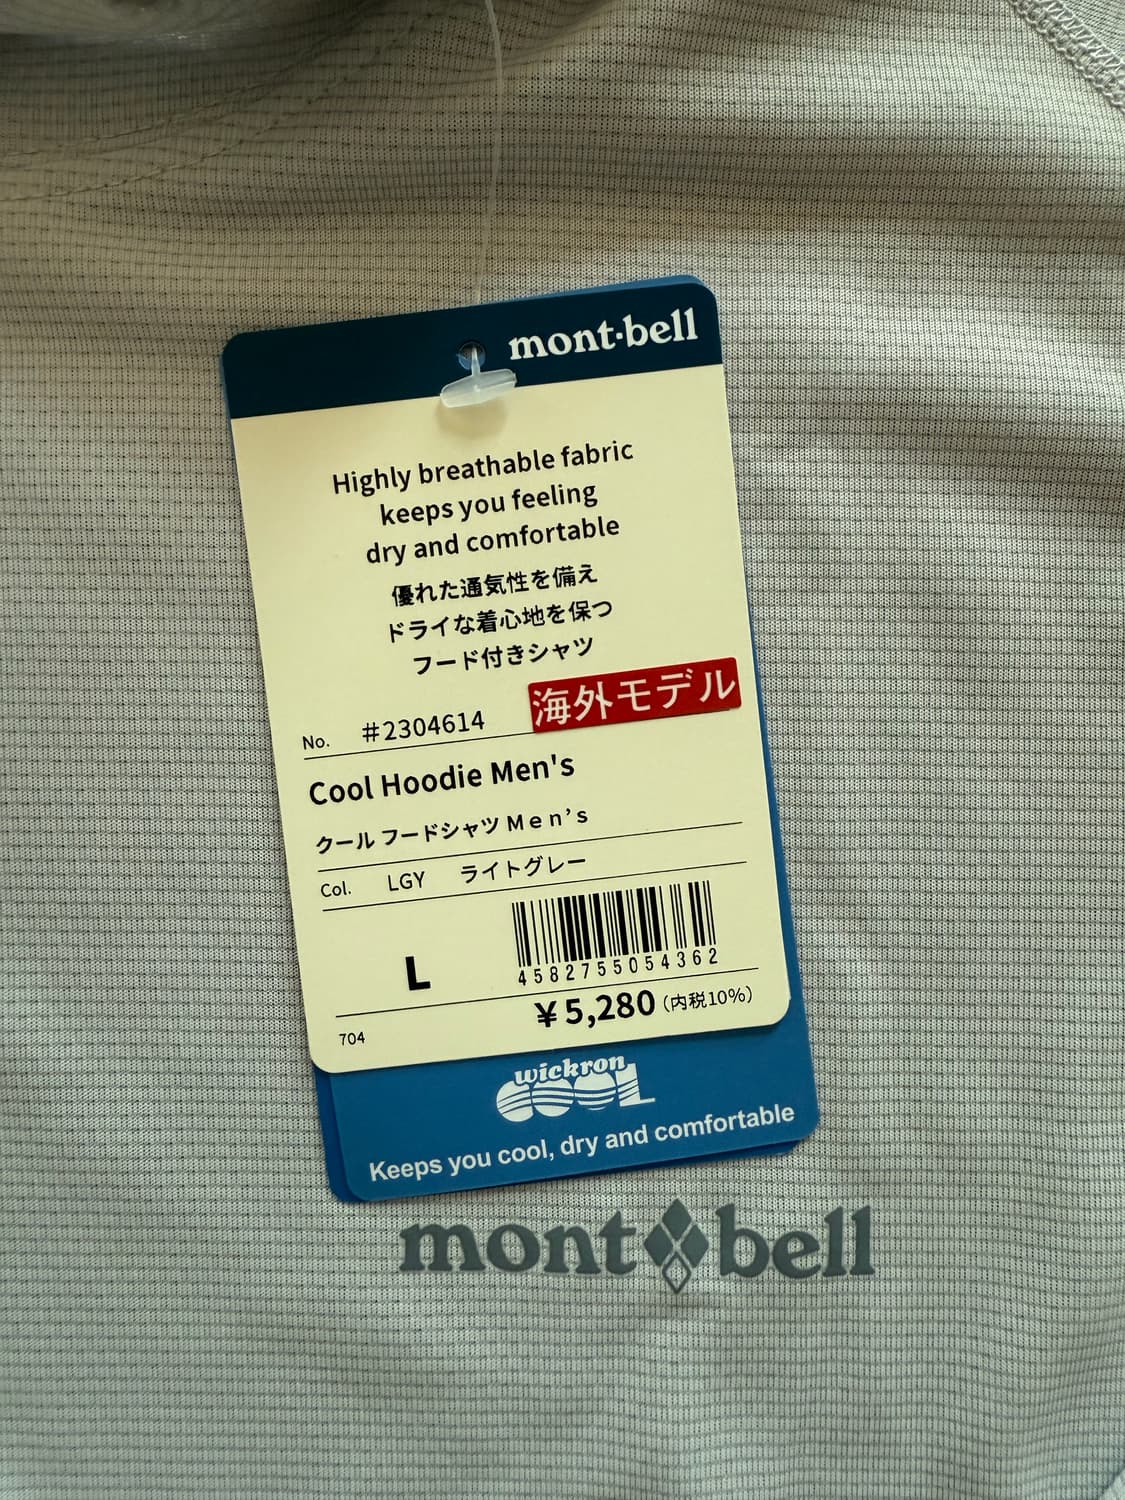 mont·bell
Highly breathable fabric
keeps you feeling
dry and comfortable
優れた通気性を備え
ドライな着心地を保つ
フード付きシャツ
海外モデル
No. #2304614
Cool Hoodie Men's
クール フードシャツ Ｍｅｎ’ｓ
Col. LGY ライトグレー
L
4582755054362
¥5,280(内税10%)
704
wickron
COOL
Keeps you cool, dry and comfortable
mont bell